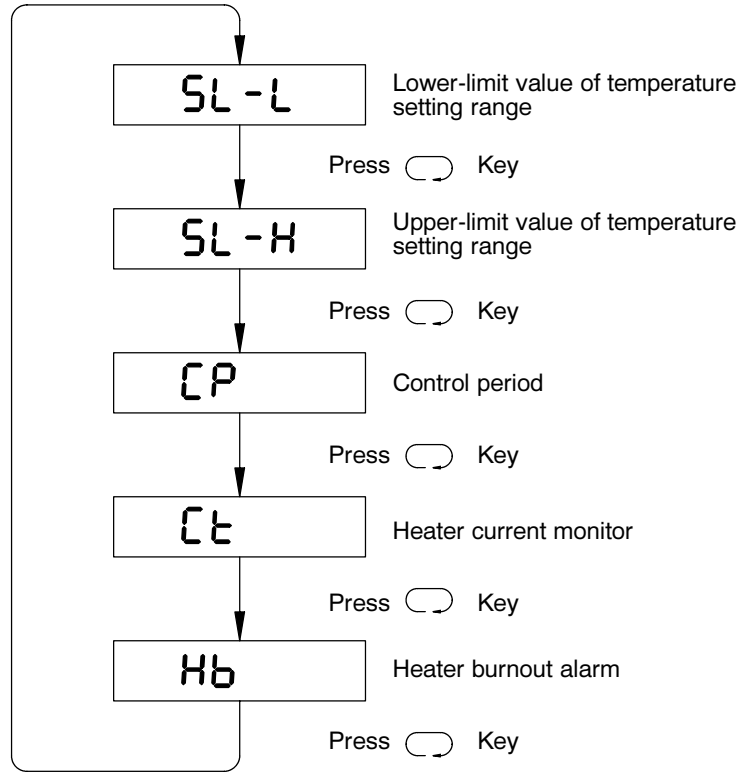 SL-L
Lower-limit value of temperature
setting range
Press Key
SL-H
Upper-limit value of temperature
setting range
Press Key
CP
Control period
Press Key
Ct
Heater current monitor
Press Key
Hb
Heater burnout alarm
Press Key